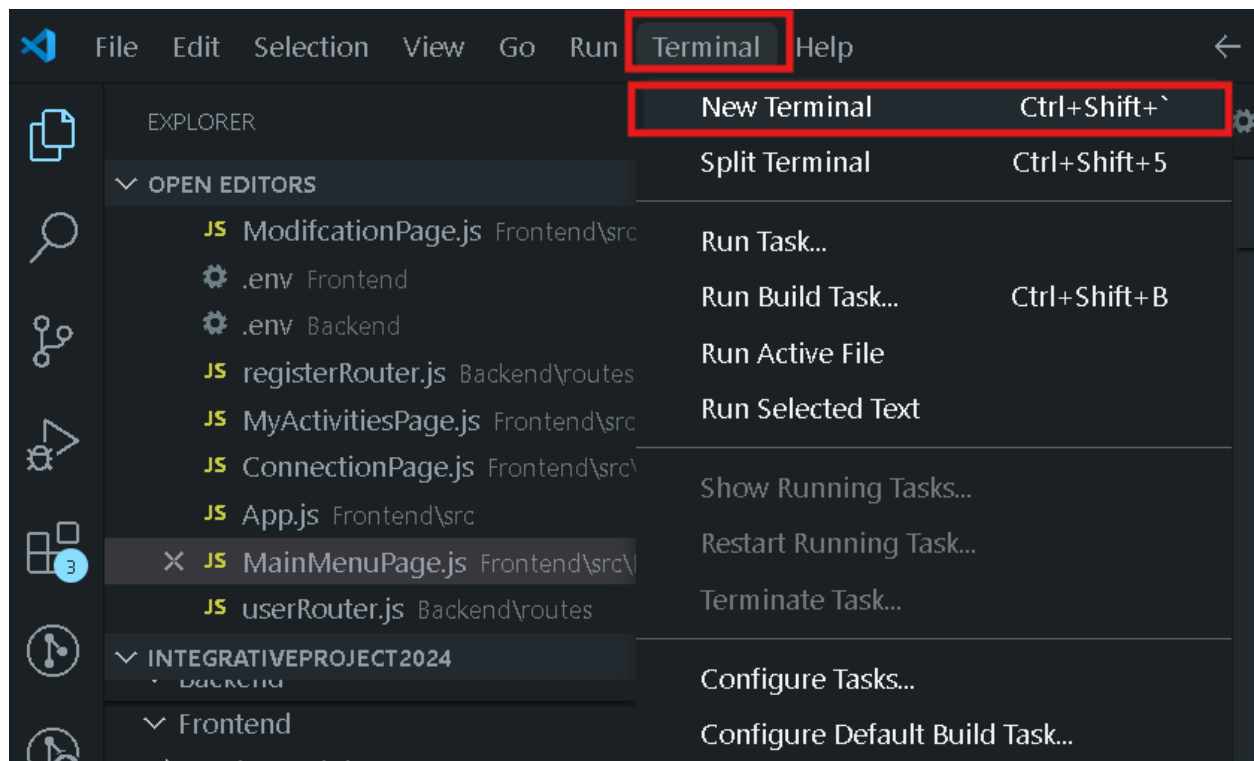 File Edit Selection View Go Run Terminal Help
EXPLORER
OPEN EDITORS
JS ModifcationPage.js Frontend\src
.env Frontend
.env Backend
JS registerRouter.js Backend\routes
JS MyActivitiesPage.js Frontend\src
JS ConnectionPage.js Frontend\src\
JS App.js Frontend\src
JS MainMenuPage.js Frontend\src\
JS userRouter.js Backend\routes
INTEGRATIVEPROJECT2024
Backend
Frontend
3
New Terminal Ctrl+Shift+`
Split Terminal Ctrl+Shift+5
Run Task...
Run Build Task... Ctrl+Shift+B
Run Active File
Run Selected Text
Show Running Tasks...
Restart Running Task...
Terminate Task...
Configure Tasks...
Configure Default Build Task...